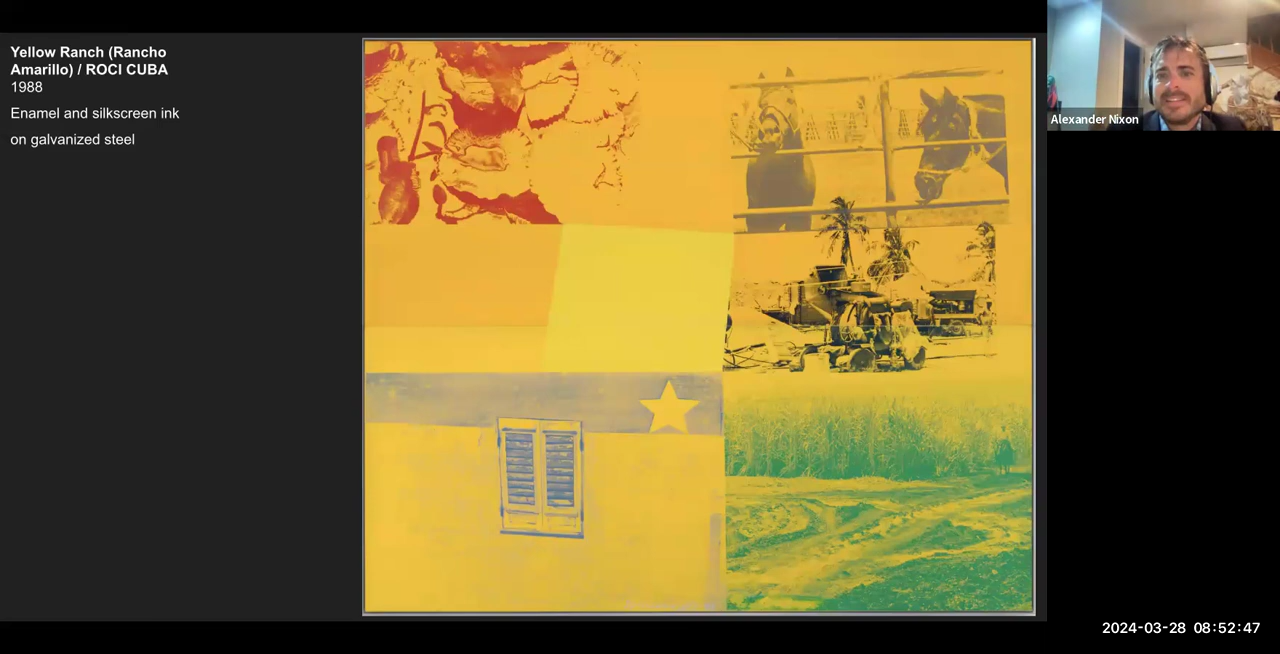 Yellow Ranch (Rancho
Amarillo) / ROCI CUBA
1988
Enamel and silkscreen ink
on galvanized steel
Alexander Nixon
2024-03-28 08:52:47